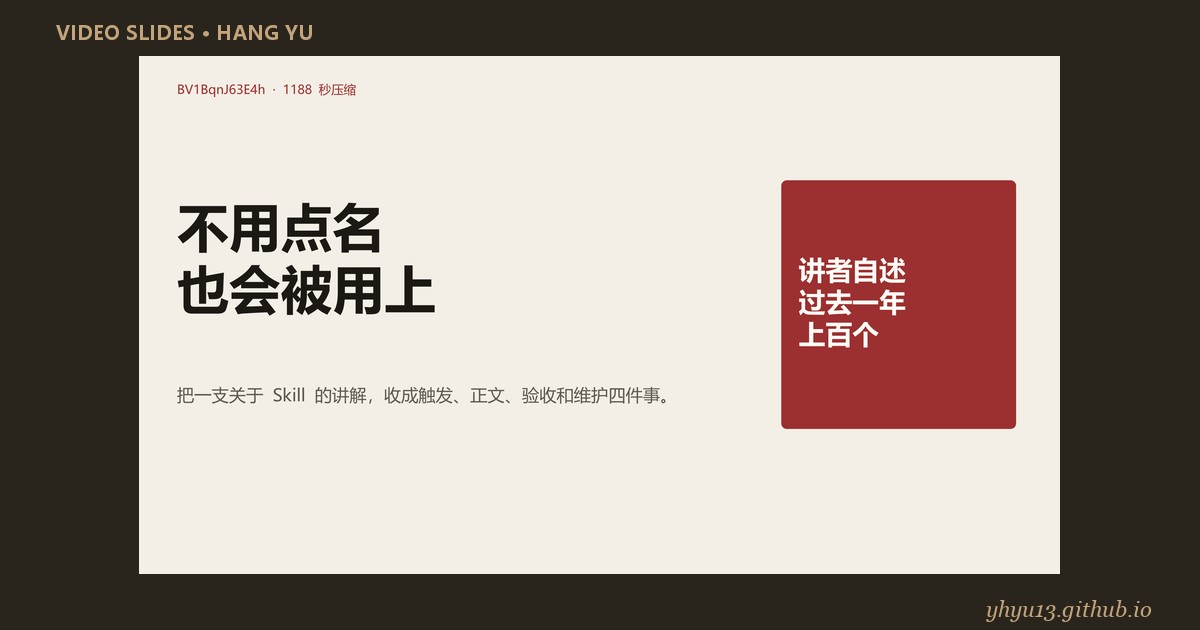 VIDEO SLIDES • HANG YU
BV1BqnJ63E4h · 1188 秒压缩
不用点名
也会被用上
把一支关于 Skill 的讲解，收成触发、正文、验收和维护四件事。
讲者自述
过去一年
上百个
yhyu13.github.io